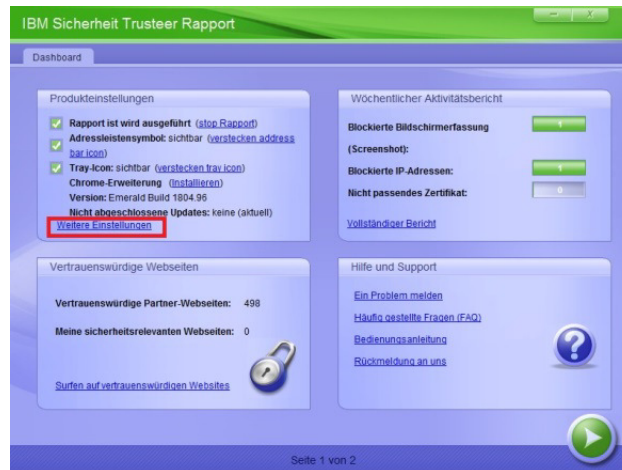 IBM Sicherheit Trusteer Rapport
Dashboard
Produkteinstellungen
Rapport ist wird ausgeführt (stop Rapport)
Adressleistensymbol: sichtbar (verstecken address
bar icon)
Tray-Icon: sichtbar (verstecken tray icon)
Chrome-Erweiterung (Installieren)
Version: Emerald Build 1804.96
Nicht abgeschlossene Updates: keine (aktuell)
Weitere Einstellungen
Wöchentlicher Aktivitätsbericht
Blockierte Bildschirmerfassung 1
(Screenshot):
Blockierte IP-Adressen: 1
Nicht passendes Zertifikat: 0
Vollständiger Bericht
Vertrauenswürdige Webseiten
Vertrauenswürdige Partner-Webseiten: 498
Meine sicherheitsrelevanten Webseiten: 0
Surfen auf vertrauenswürdigen Websites
Hilfe und Support
Ein Problem melden
Häufig gestellte Fragen (FAQ)
Bedienungsanleitung
Rückmeldung an uns
Seite 1 von 2